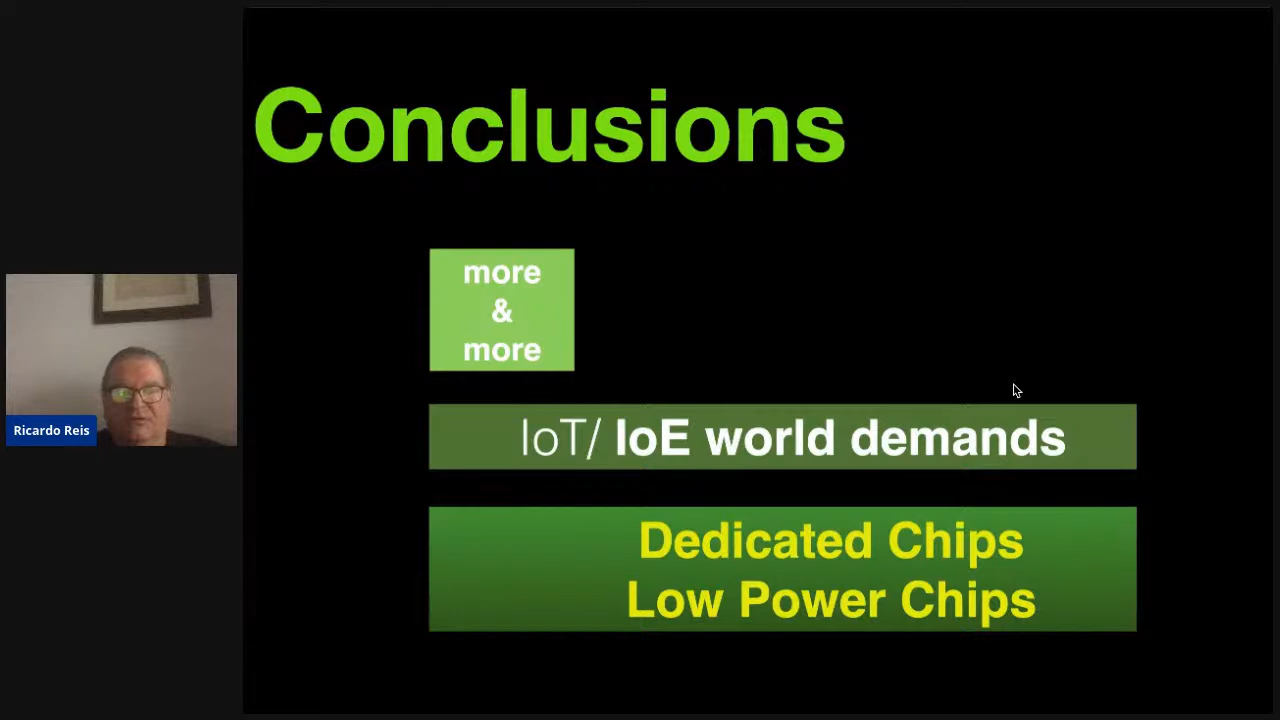 Conclusions
more
&
more
IoT/ IoE world demands
Dedicated Chips
Low Power Chips
Ricardo Reis